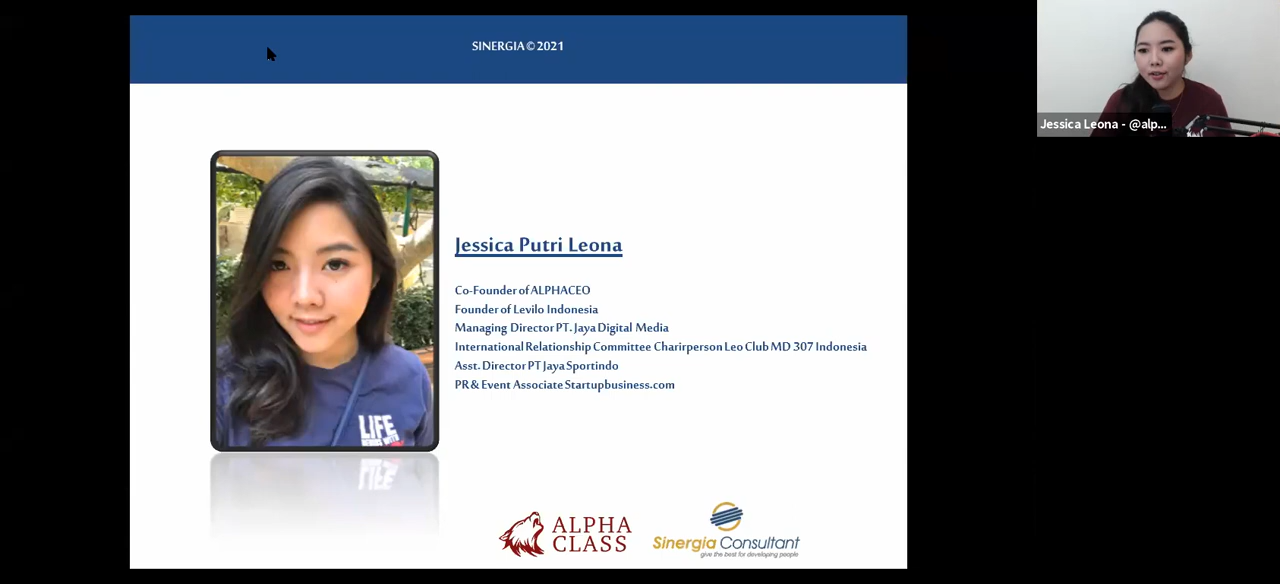 SINERGIA © 2021
Jessica Leona - @alp...
Jessica Putri Leona
Co-Founder of ALPHACEO
Founder of Levilo Indonesia
Managing Director PT. Jaya Digital Media
International Relationship Committee Charirperson Leo Club MD 307 Indonesia
Asst. Director PT Jaya Sportindo
PR & Event Associate Startupbusiness.com
LIFE
ALPHA
CLASS
Sinergia Consultant
give the best for developing people